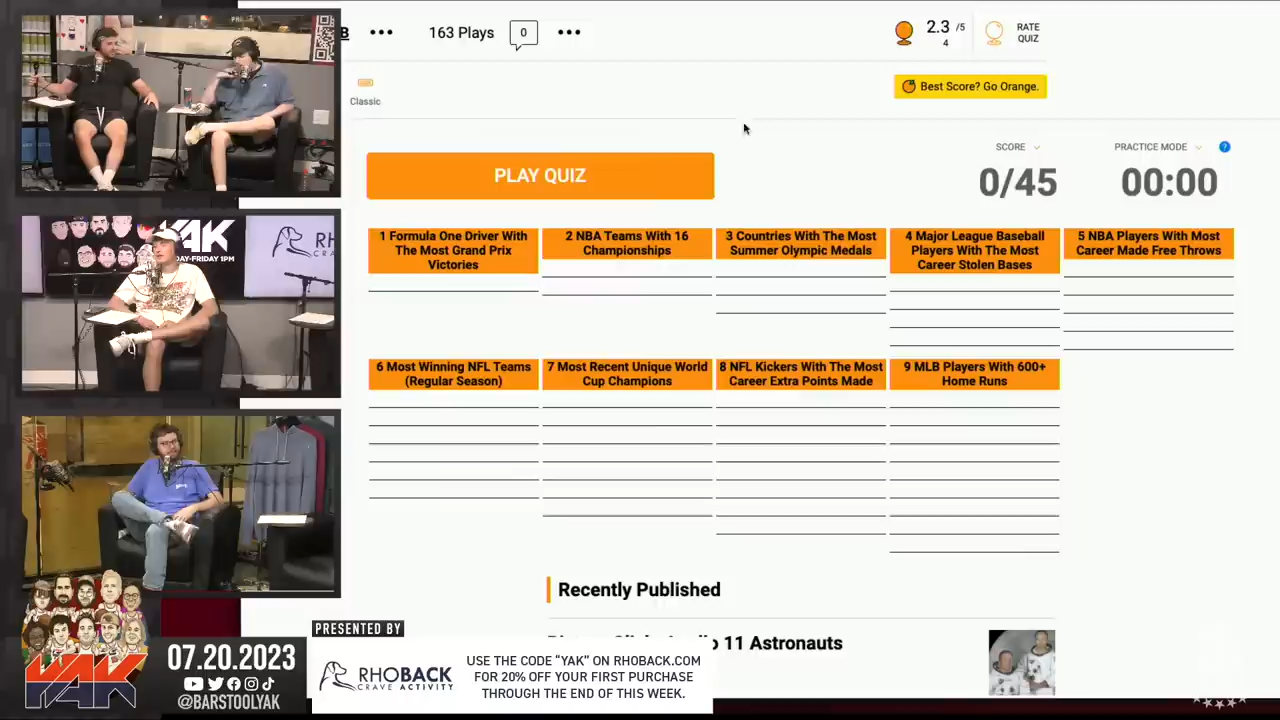 B
163 Plays
0
2.3 /5
4
RATE
QUIZ
Classic
Best Score? Go Orange.
PLAY QUIZ
SCORE
0/45
PRACTICE MODE
?
00:00
1 Formula One Driver With
The Most Grand Prix
Victories
2 NBA Teams With 16
Championships
3 Countries With The Most
Summer Olympic Medals
4 Major League Baseball
Players With The Most
Career Stolen Bases
5 NBA Players With Most
Career Made Free Throws
6 Most Winning NFL Teams
(Regular Season)
7 Most Recent Unique World
Cup Champions
8 NFL Kickers With The Most
Career Extra Points Made
9 MLB Players With 600+
Home Runs
Recently Published
11 Astronauts
YAK
DAY-FRIDAY 1PM
RH
CRA
YAK
07.20.2023
@BARSTOOLYAK
PRESENTED BY
RHOBACK
CRAVE ACTIVITY
USE THE CODE “YAK” ON RHOBACK.COM
FOR 20% OFF YOUR FIRST PURCHASE
THROUGH THE END OF THIS WEEK.